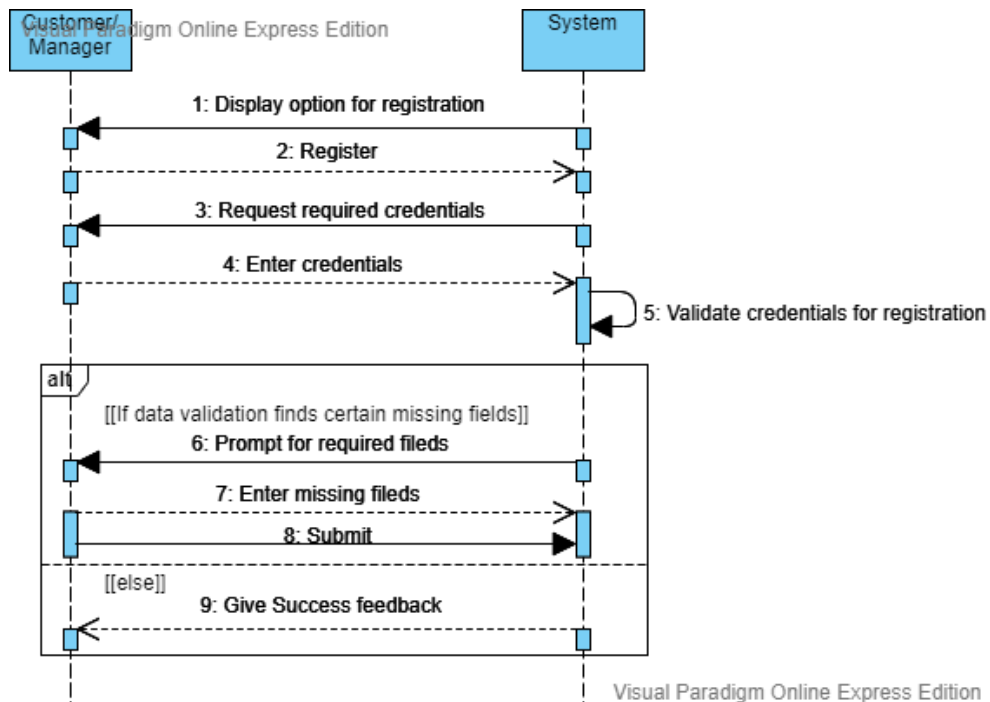 Customer/
Manager
Visual Paradigm Online Express Edition
System
1: Display option for registration
2: Register
3: Request required credentials
4: Enter credentials
5: Validate credentials for registration
alt
[[If data validation finds certain missing fields]]
6: Prompt for required fileds
7: Enter missing fileds
8: Submit
[[else]]
9: Give Success feedback
Visual Paradigm Online Express Edition